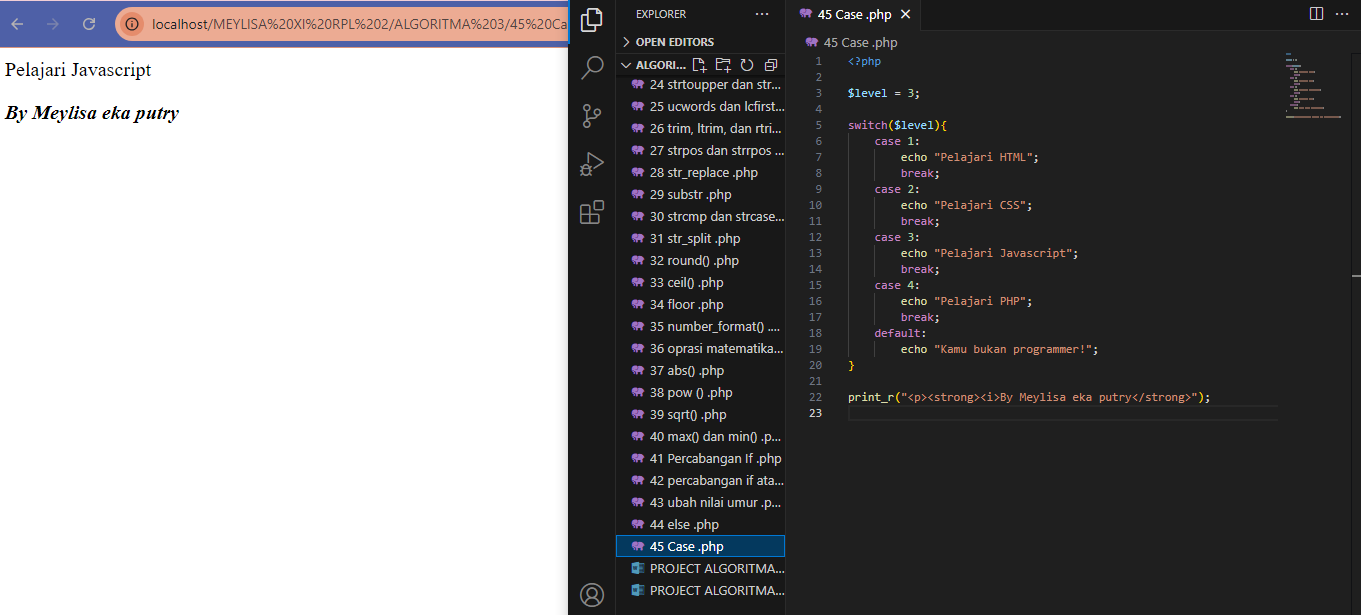 localhost/MEYLISA%20XI%20RPL%202/ALGORITMA%203/45%20Ca
Pelajari Javascript
By Meylisa eka putry
EXPLORER
OPEN EDITORS
ALGORI...
24 strtoupper dan str...
25 ucwords dan lcfirst...
26 trim, ltrim, dan rtri...
27 strpos dan strrpos ...
28 str_replace .php
29 substr .php
30 strcmp dan strcase...
31 str_split .php
32 round() .php
33 ceil() .php
34 floor .php
35 number_format() ....
36 oprasi matematika...
37 abs() .php
38 pow () .php
39 sqrt() .php
40 max() dan min() .p...
41 Percabangan If .php
42 percabangan if ata...
43 ubah nilai umur .p...
44 else .php
45 Case .php
PROJECT ALGORITMA...
PROJECT ALGORITMA...
45 Case .php
45 Case .php
1 <?php
2
3 $level = 3;
4
5 switch($level){
6 case 1:
7 echo "Pelajari HTML";
8 break;
9 case 2:
10 echo "Pelajari CSS";
11 break;
12 case 3:
13 echo "Pelajari Javascript";
14 break;
15 case 4:
16 echo "Pelajari PHP";
17 break;
18 default:
19 echo "Kamu bukan programmer!";
20 }
21
22 print_r("<p><strong><i>By Meylisa eka putry</strong>");
23